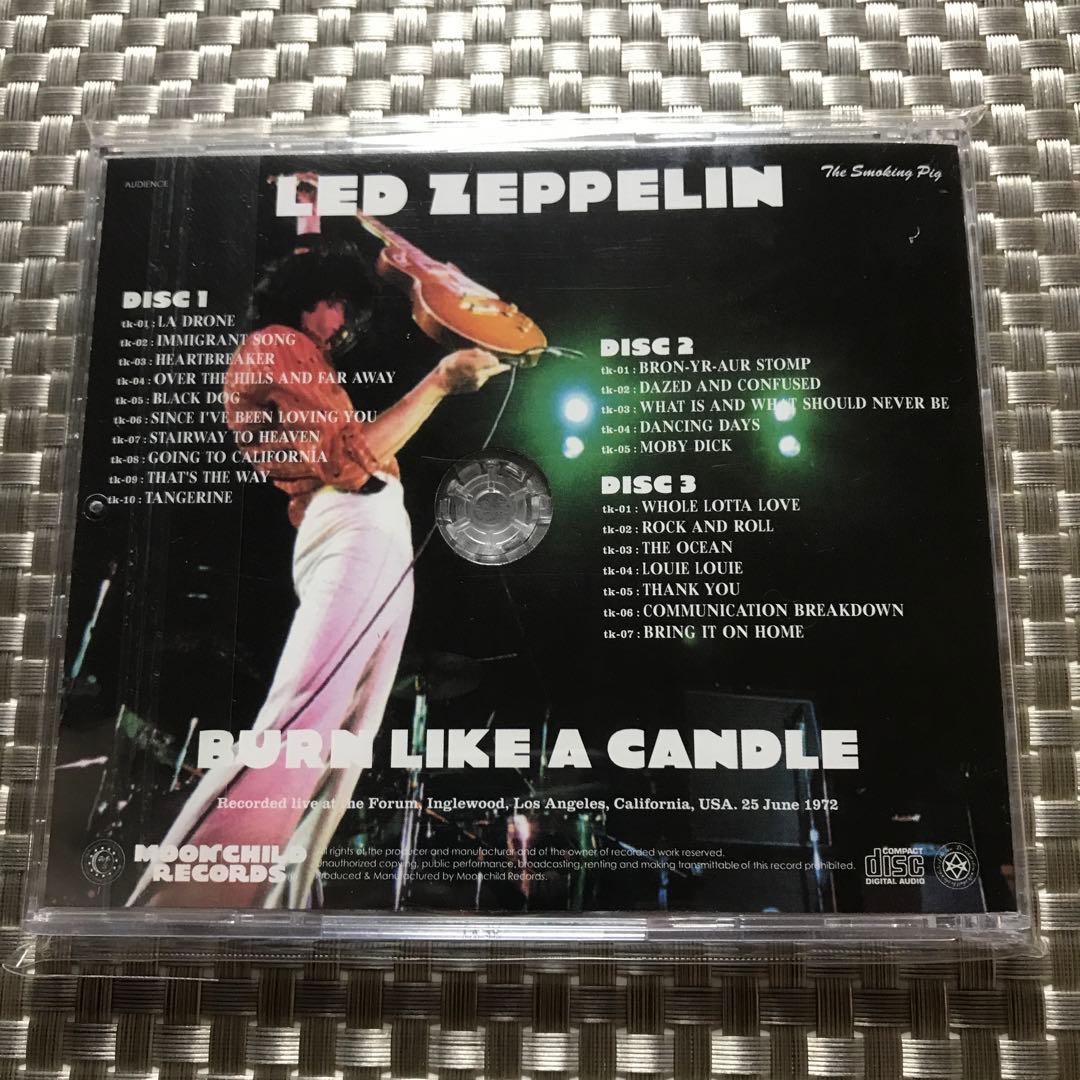 AUDIENCE
LED ZEPPELIN
The Smoking Pig
DISC 1
tk-01 : LA DRONE
tk-02 : IMMIGRANT SONG
tk-03 : HEARTBREAKER
tk-04 : OVER THE HILLS AND FAR AWAY
tk-05 : BLACK DOG
tk-06 : SINCE I'VE BEEN LOVING YOU
tk-07 : STAIRWAY TO HEAVEN
tk-08 : GOING TO CALIFORNIA
tk-09 : THAT'S THE WAY
tk-10 : TANGERINE
DISC 2
tk-01 : BRON-YR-AUR STOMP
tk-02 : DAZED AND CONFUSED
tk-03 : WHAT IS AND WHAT SHOULD NEVER BE
tk-04 : DANCING DAYS
tk-05 : MOBY DICK
DISC 3
tk-01 : WHOLE LOTTA LOVE
tk-02 : ROCK AND ROLL
tk-03 : THE OCEAN
tk-04 : LOUIE LOUIE
tk-05 : THANK YOU
tk-06 : COMMUNICATION BREAKDOWN
tk-07 : BRING IT ON HOME
BURN LIKE A CANDLE
Recorded live at the Forum, Inglewood, Los Angeles, California, USA. 25 June 1972
MOONCHILD
RECORDS
All rights of the producer and manufactur and of the owner of recorded work reserved.
Unauthorized copying, public performance, broadcasting, renting and making transmittable of this record prohibited.
Produced & Manufactured by Moonchild Records.
COMPACT
disc
DIGITAL AUDIO